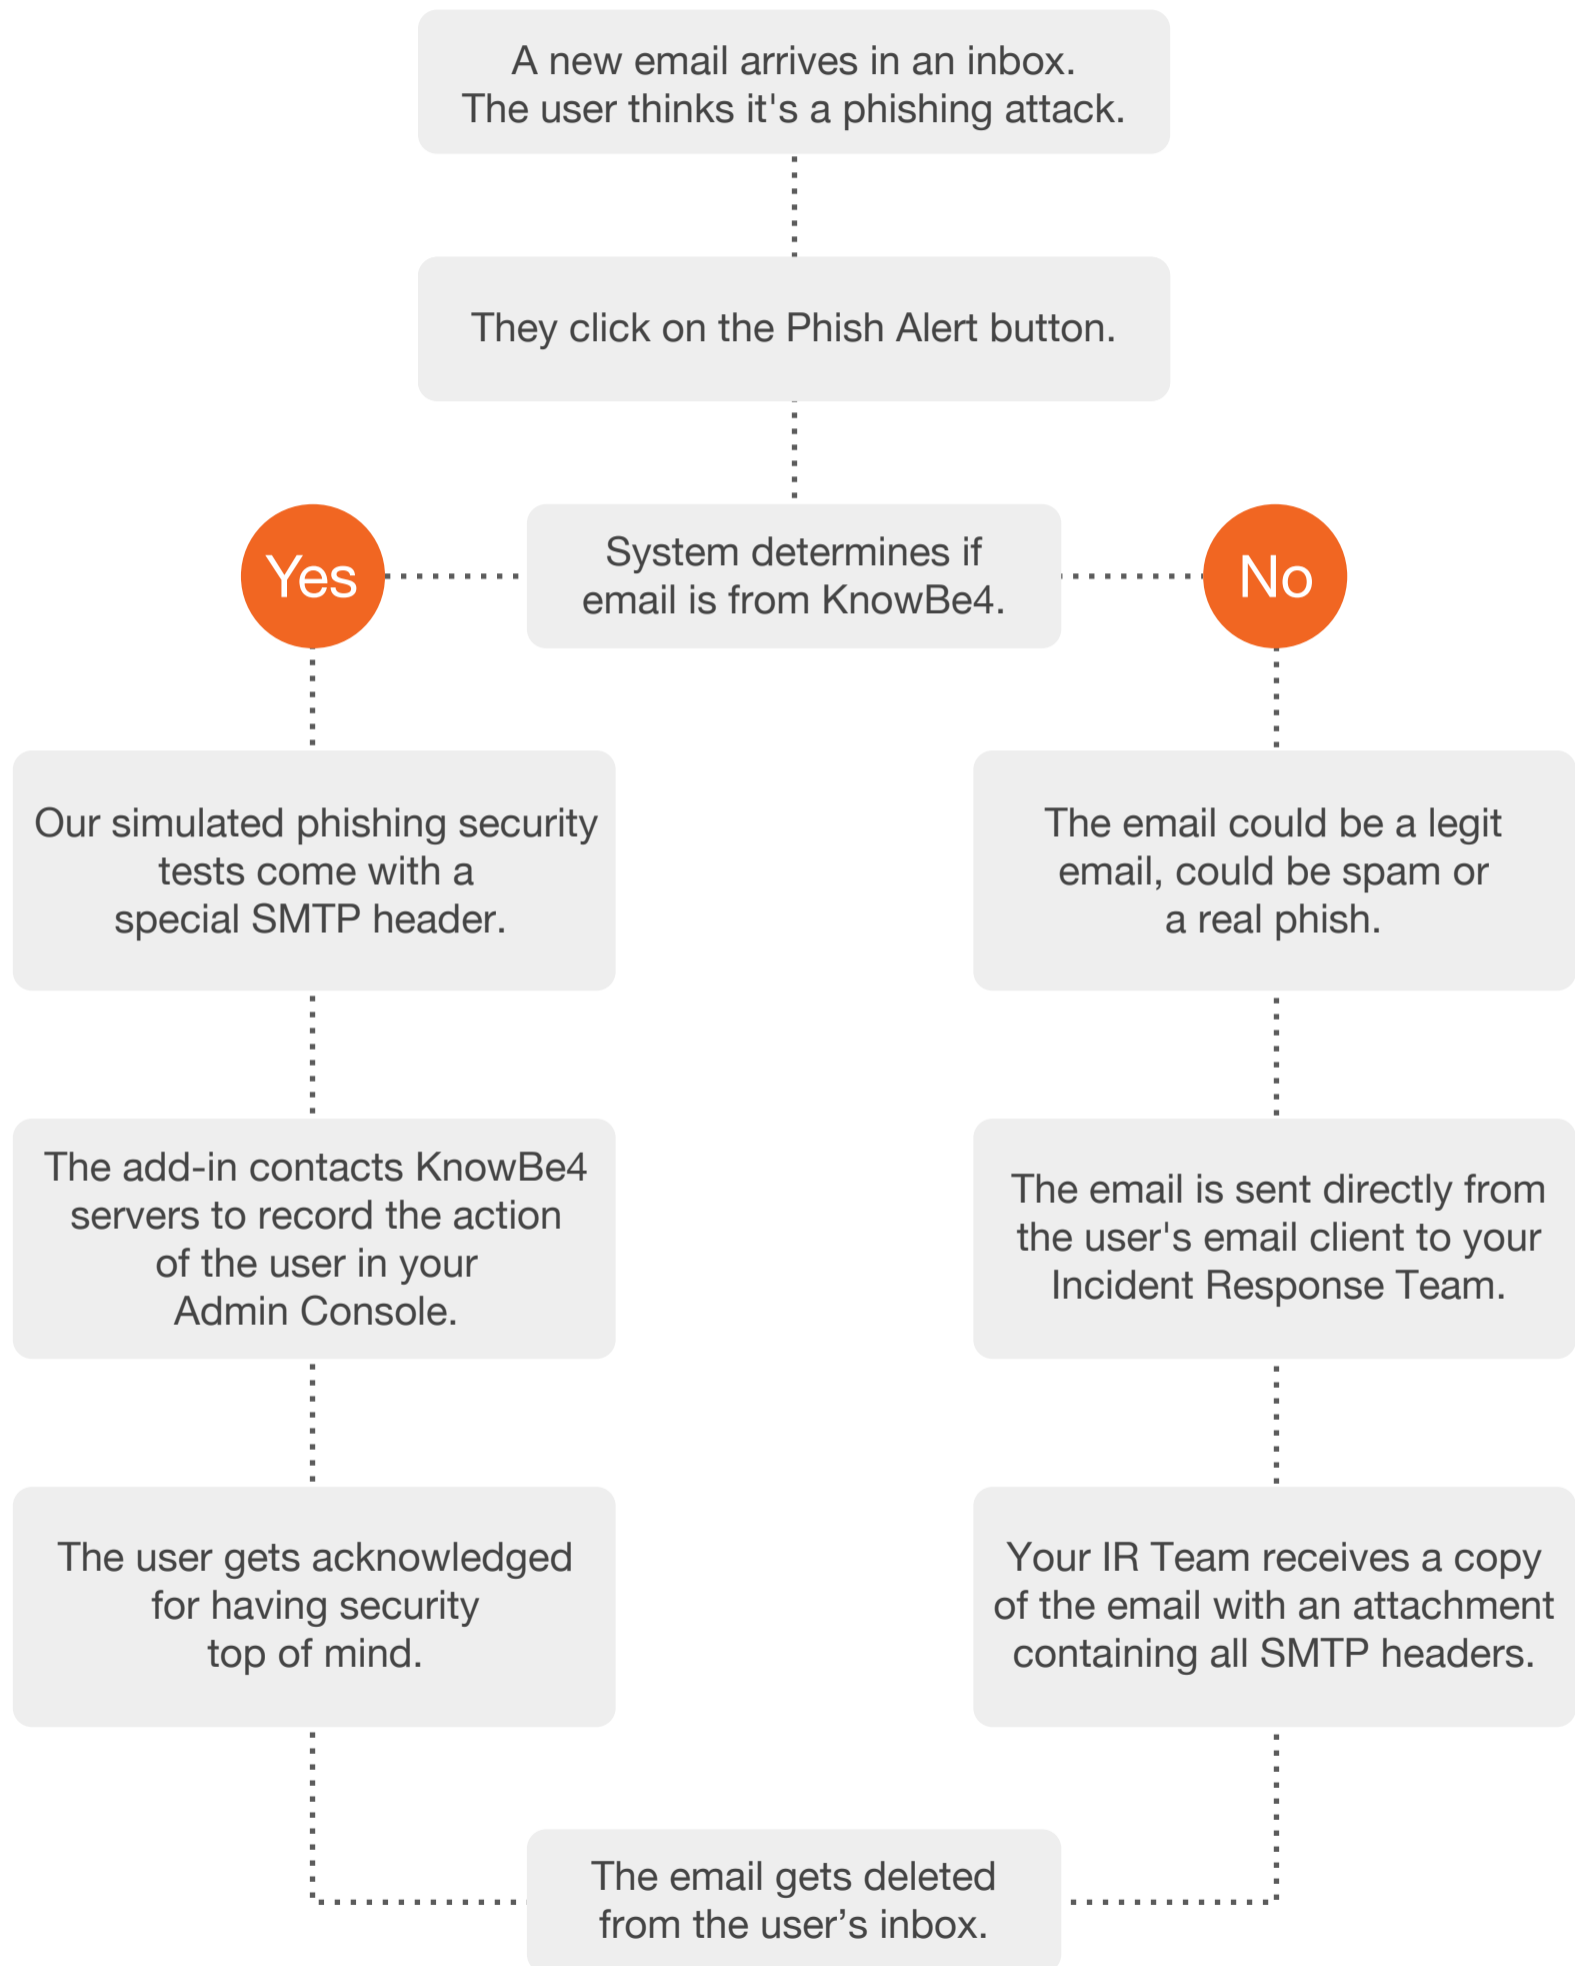 A new email arrives in an inbox.
The user thinks it's a phishing attack.
They click on the Phish Alert button.
Yes
System determines if
email is from KnowBe4.
No
Our simulated phishing security
tests come with a
special SMTP header.
The email could be a legit
email, could be spam or
a real phish.
The add-in contacts KnowBe4
servers to record the action
of the user in your
Admin Console.
The email is sent directly from
the user's email client to your
Incident Response Team.
The user gets acknowledged
for having security
top of mind.
Your IR Team receives a copy
of the email with an attachment
containing all SMTP headers.
The email gets deleted
from the user’s inbox.